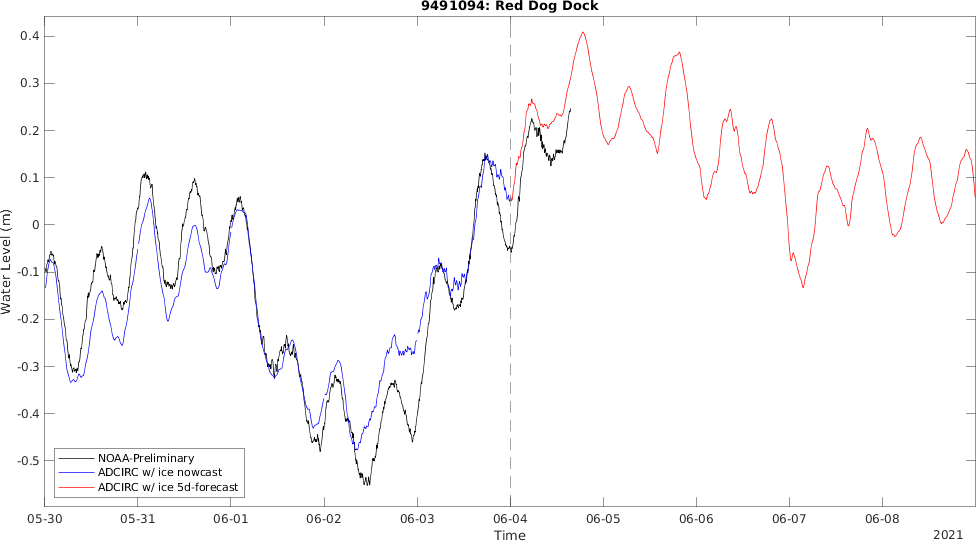 9491094: Red Dog Dock
0.4
0.3
0.2
0.1
0
-0.1
-0.2
-0.3
-0.4
-0.5
Water Level (m)
NOAA-Preliminary
ADCIRC w/ ice nowcast
ADCIRC w/ ice 5d-forecast
05-30 05-31 06-01 06-02 06-03 06-04 06-05 06-06 06-07 06-08
Time
2021